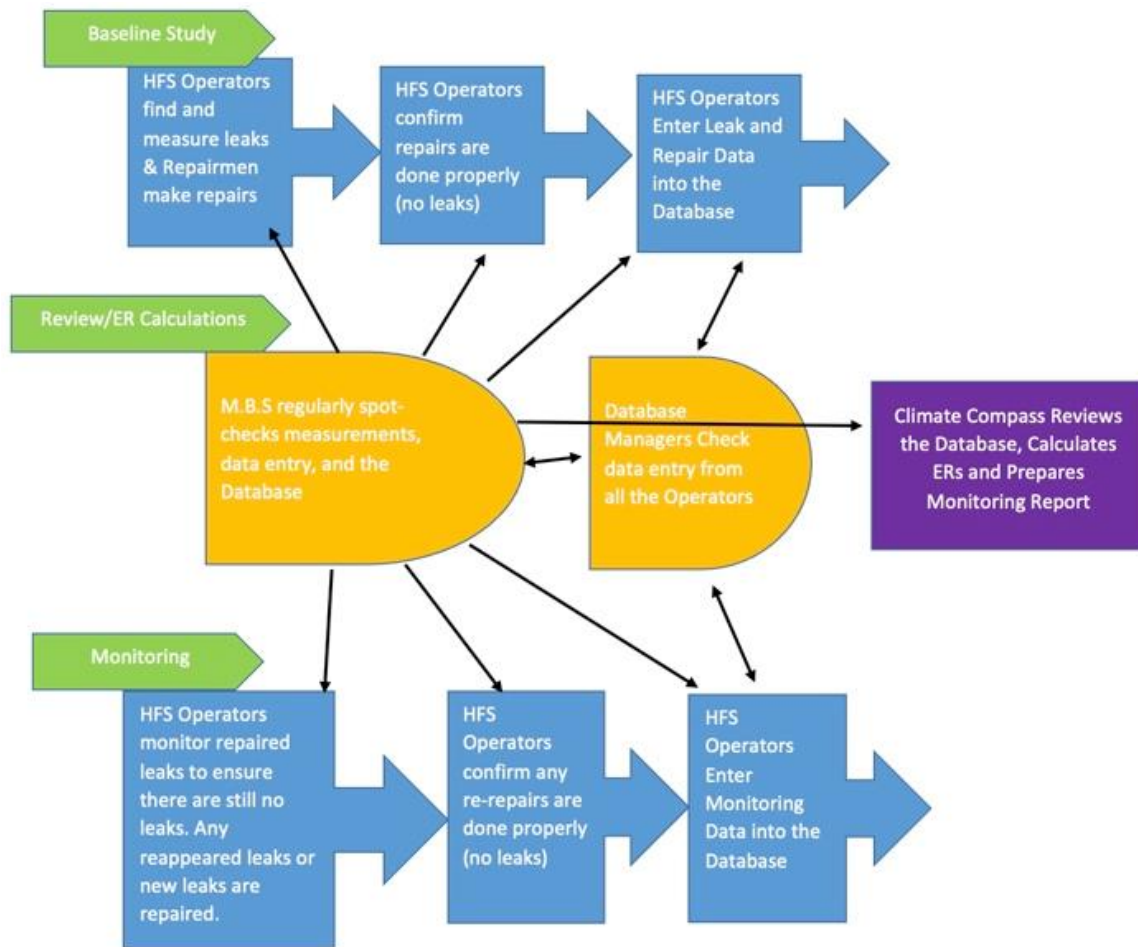 Baseline Study
HFS Operators
find and
measure leaks
& Repairmen
make repairs
HFS Operators
confirm
repairs are
done properly
(no leaks)
HFS Operators
Enter Leak and
Repair Data
into the
Database
Review/ER Calculations
M.B.S regularly spot-
checks measurements,
data entry, and the
Database
Database
Managers Check
data entry from
all the Operators
Climate Compass Reviews
the Database, Calculates
ERs and Prepares
Monitoring Report
Monitoring
HFS Operators
monitor repaired
leaks to ensure
there are still no
leaks. Any
reappeared leaks or
new leaks are
repaired.
HFS
Operators
confirm any
re-repairs are
done properly
(no leaks)
HFS
Operators
Enter
Monitoring
Data into the
Database